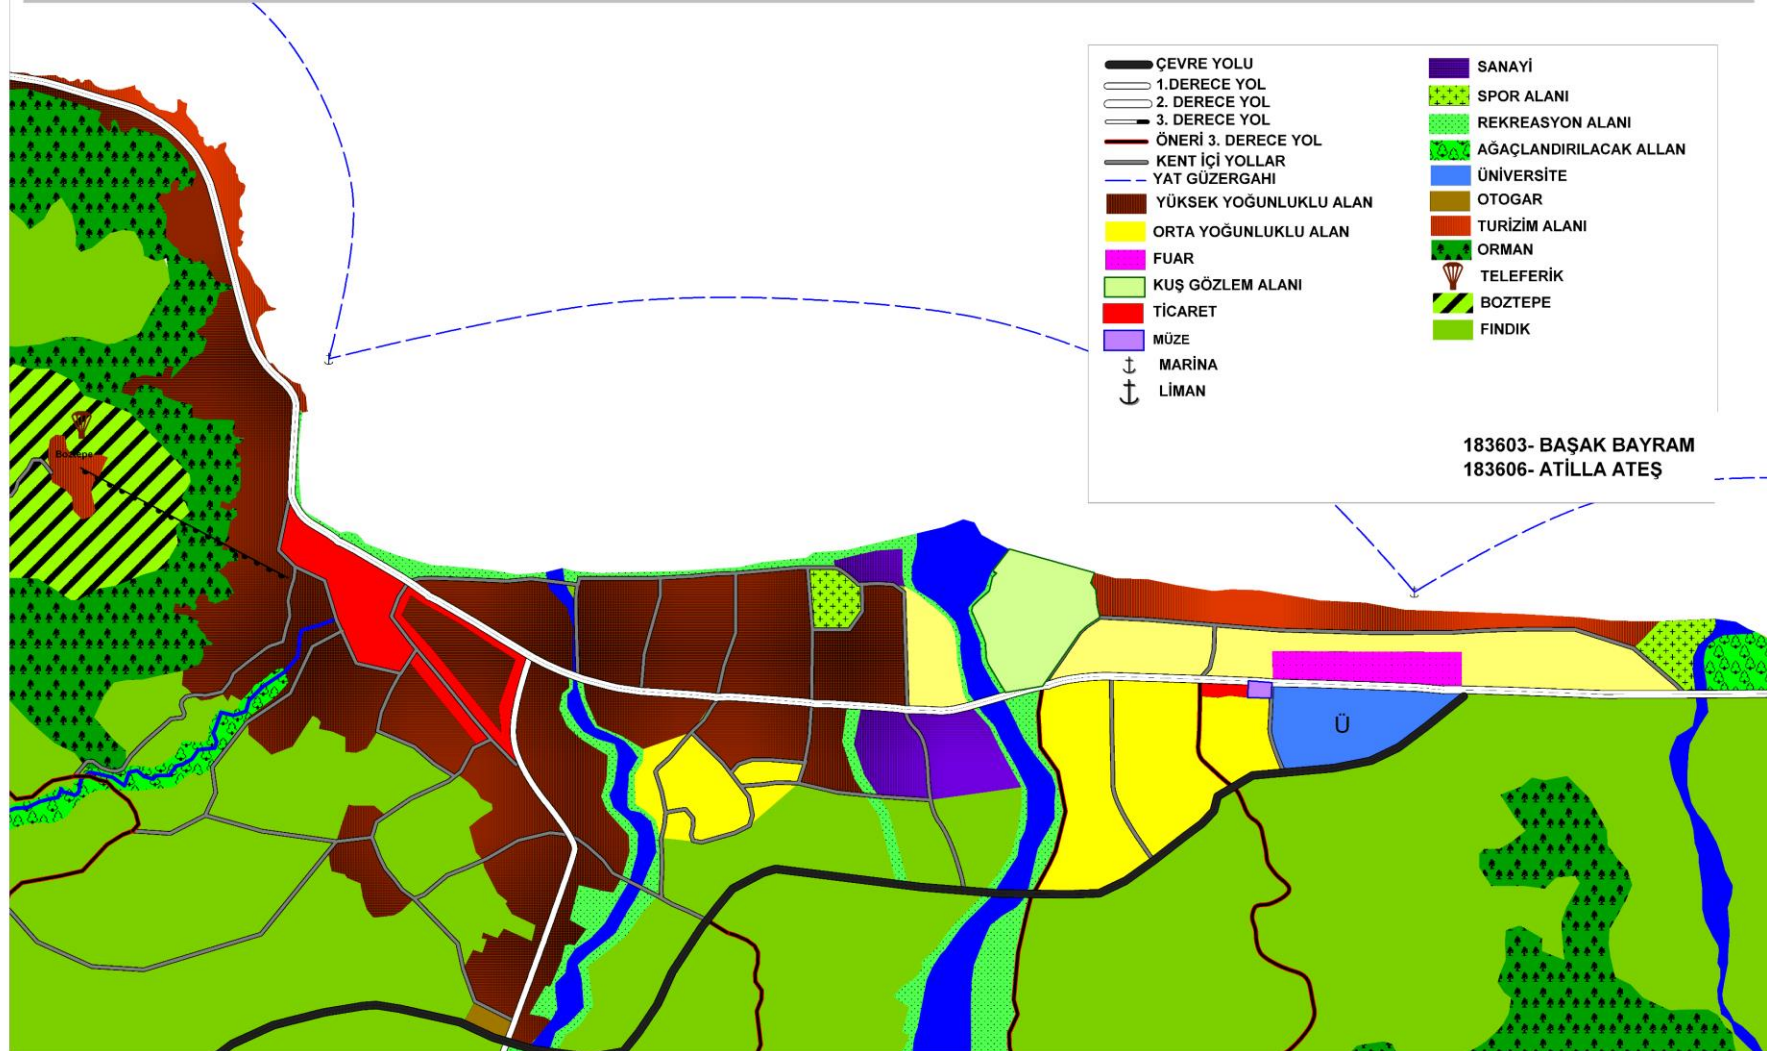 ÇEVRE YOLU
1.DERECE YOL
2. DERECE YOL
3. DERECE YOL
ÖNERİ 3. DERECE YOL
KENT İÇİ YOLLAR
YAT GÜZERGAHI
YÜKSEK YOĞUNLUKLU ALAN
ORTA YOĞUNLUKLU ALAN
FUAR
KUŞ GÖZLEM ALANI
TİCARET
MÜZE
MARİNA
LİMAN
SANAYİ
SPOR ALANI
REKREASYON ALANI
AĞAÇLANDIRILACAK ALLAN
ÜNİVERSİTE
OTOGAR
TURİZİM ALANI
ORMAN
TELEFERİK
BOZTEPE
FINDIK
183603- BAŞAK BAYRAM
183606- ATİLLA ATEŞ
Boztepe
Ü